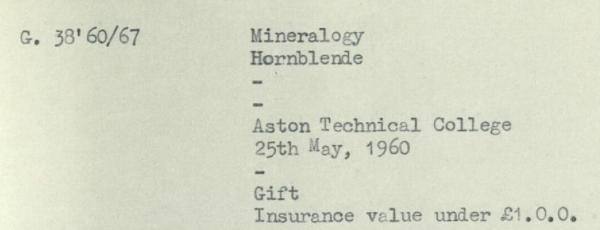 G. 38'60/67 Mineralogy
Hornblende
-
-
Aston Technical College
25th May, 1960
-
Gift
Insurance value under £1.0.0.